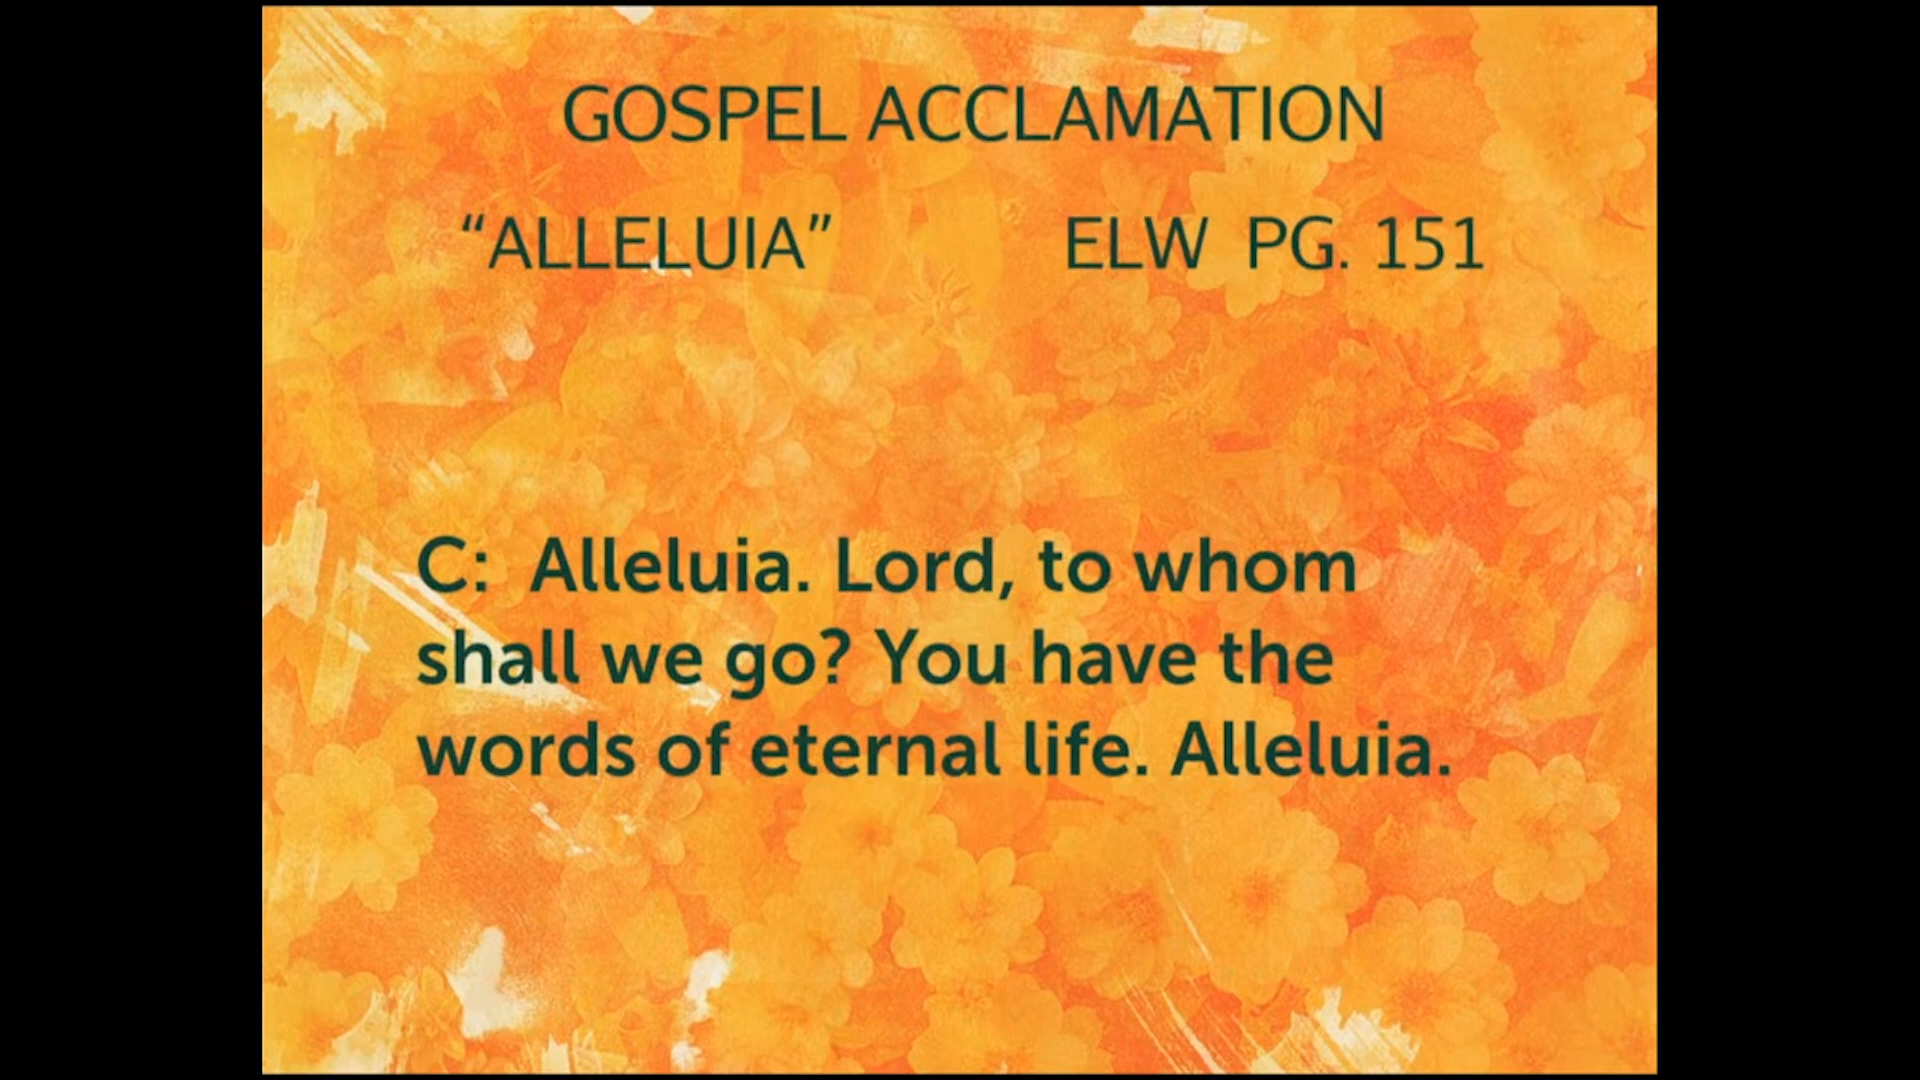 GOSPEL ACCLAMATION
“ALLELUIA” ELW PG. 151
C: Alleluia. Lord, to whom
shall we go? You have the
words of eternal life. Alleluia.